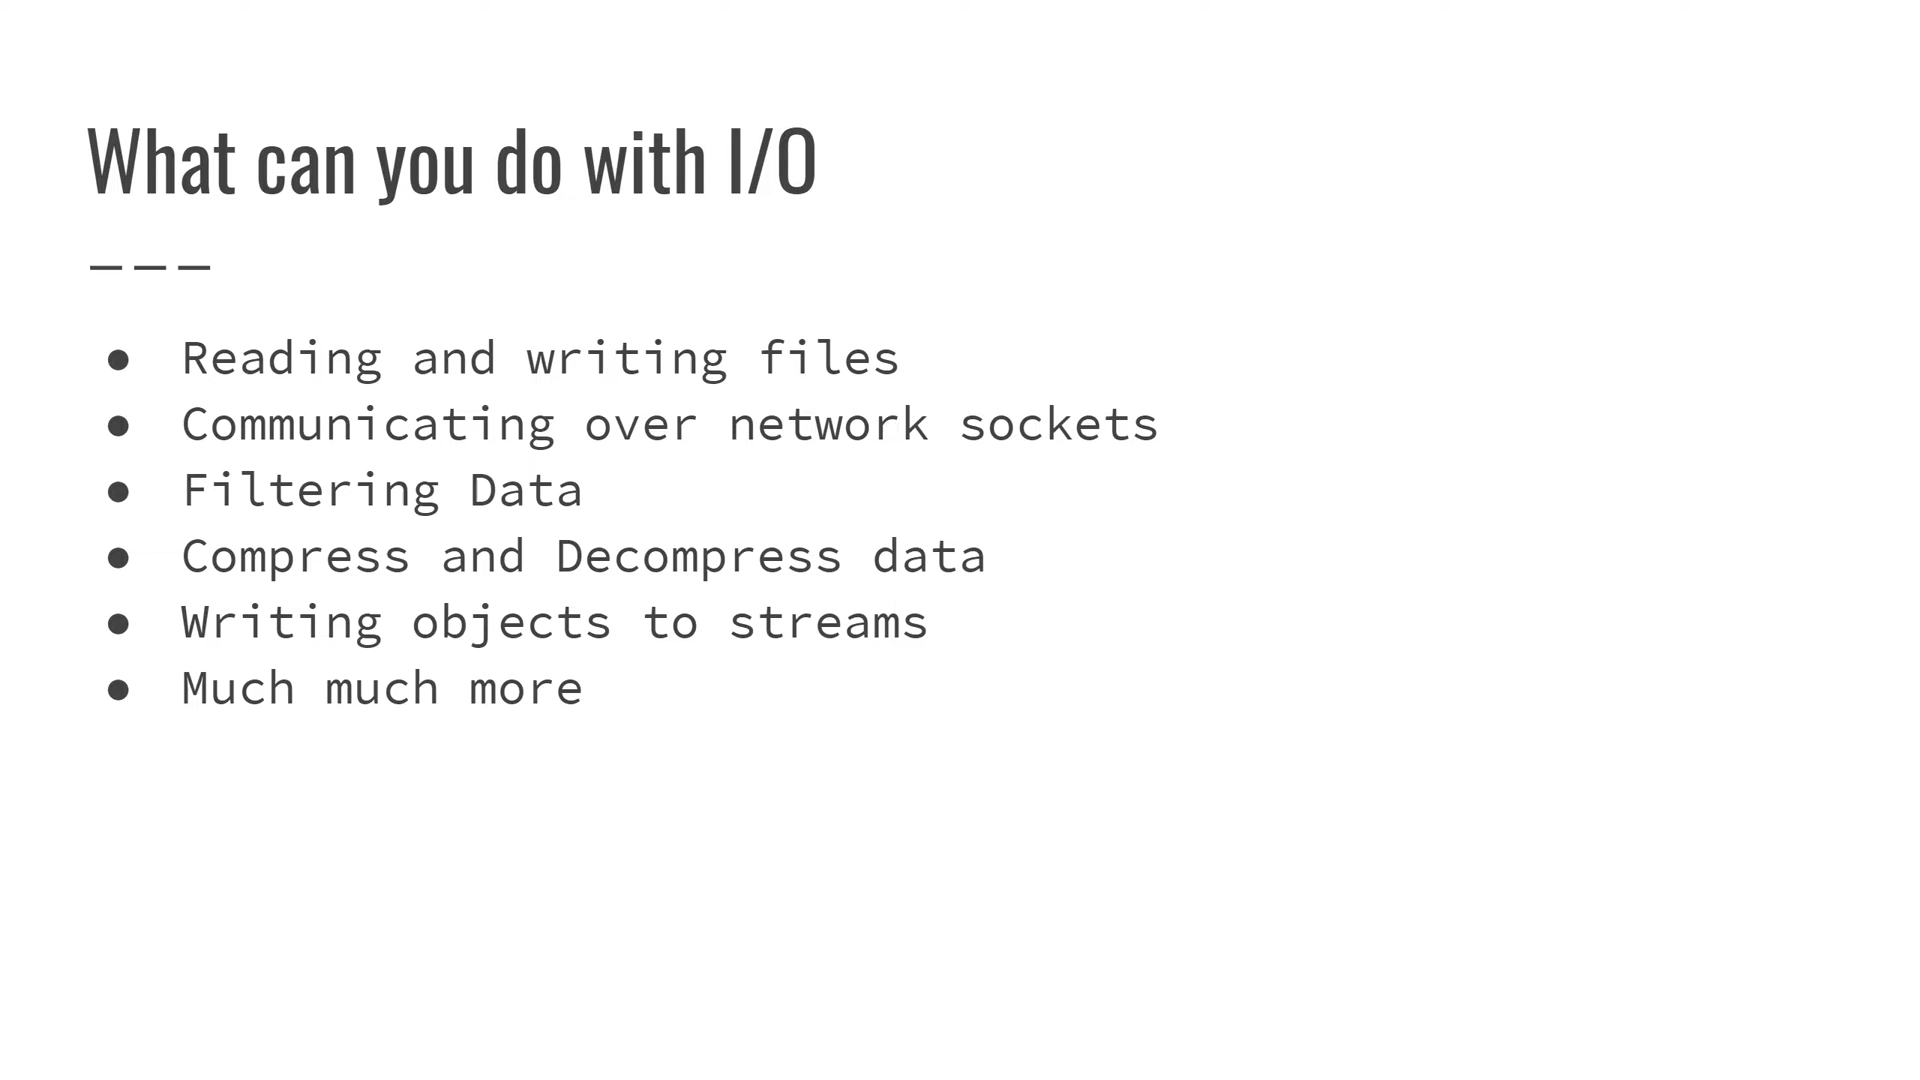 What can you do with I/O
● Reading and writing files
● Communicating over network sockets
● Filtering Data
● Compress and Decompress data
● Writing objects to streams
● Much much more